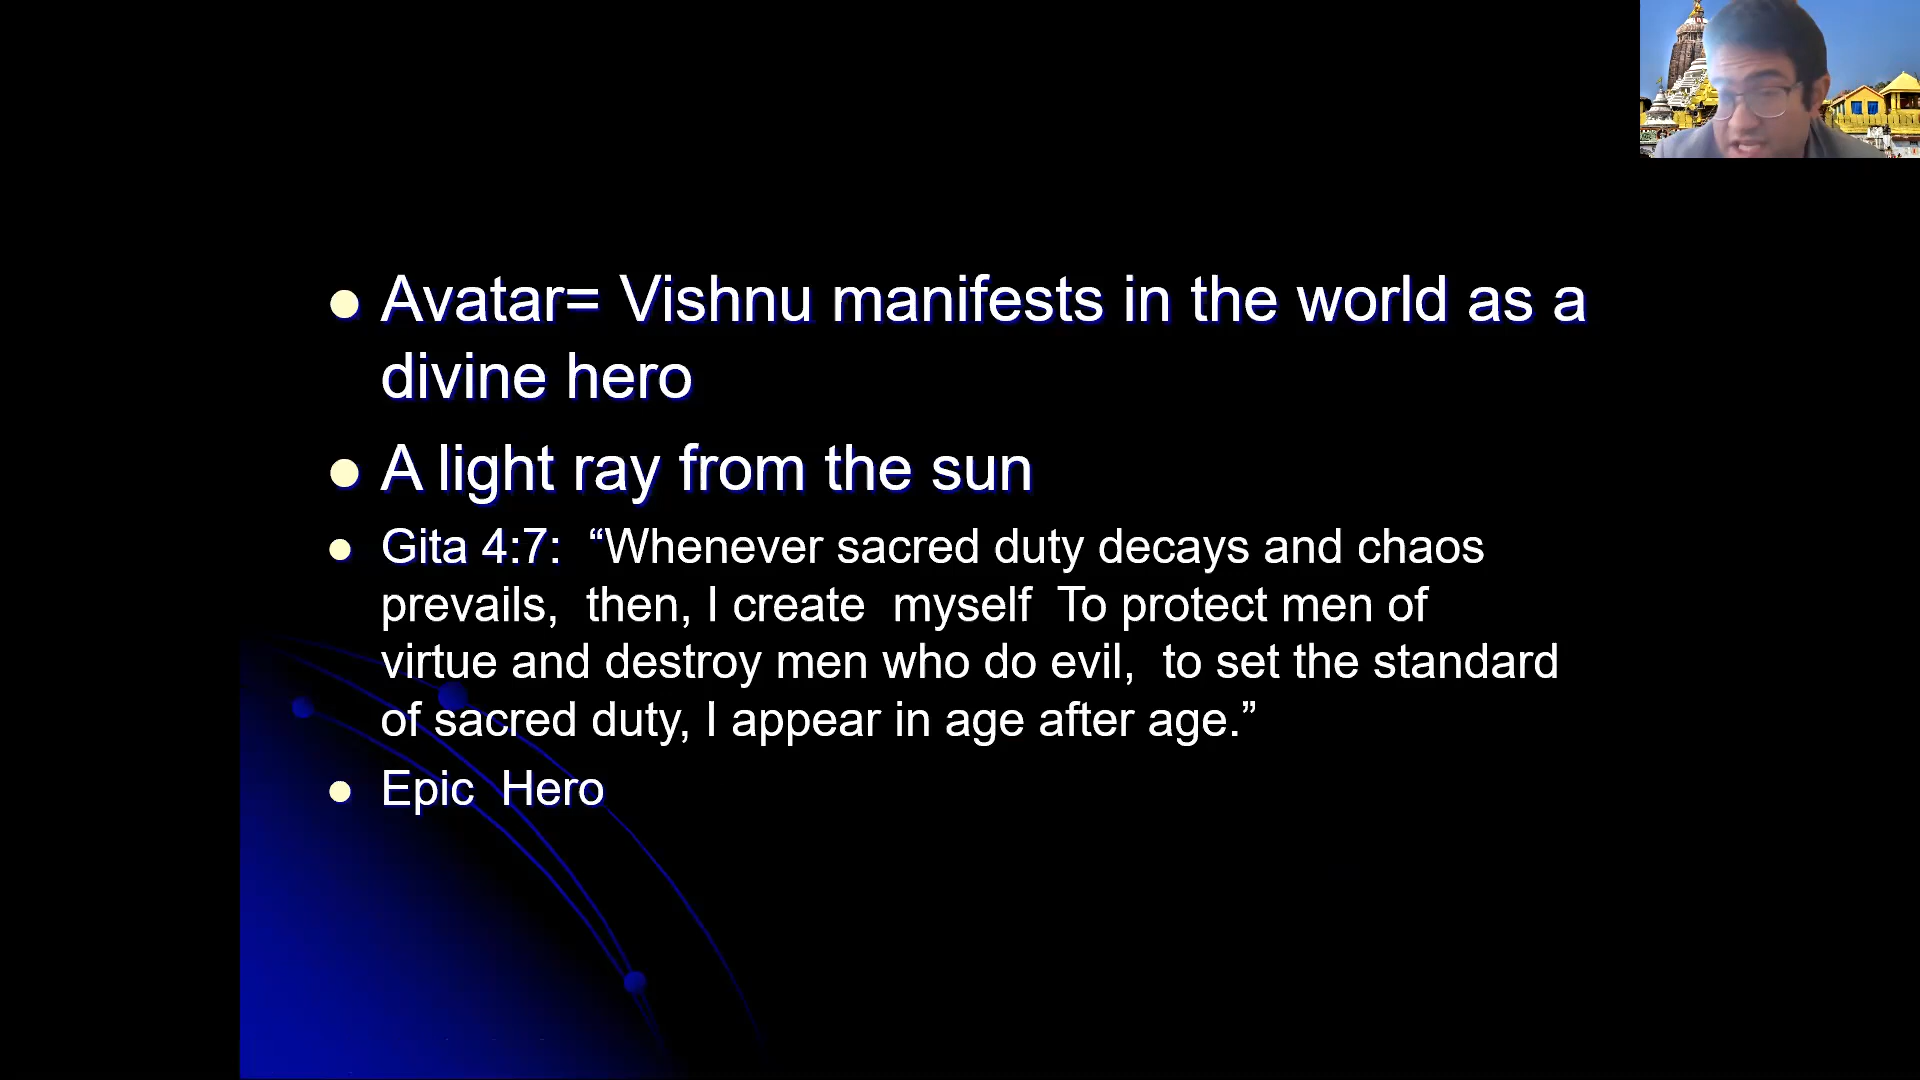 Avatar= Vishnu manifests in the world as a
divine hero
A light ray from the sun
Gita 4:7:  “Whenever sacred duty decays and chaos
prevails,  then, I create  myself  To protect men of
virtue and destroy men who do evil,  to set the standard
of sacred duty, I appear in age after age.”
Epic  Hero